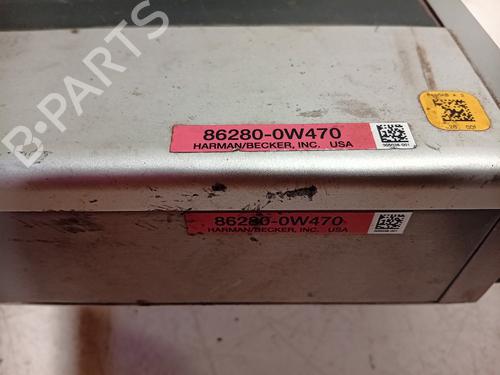 B-PARTS
86280-0W470
HARMAN/BECKER, INC. USA
86280-0W470
HARMAN/BECKER, INC. USA